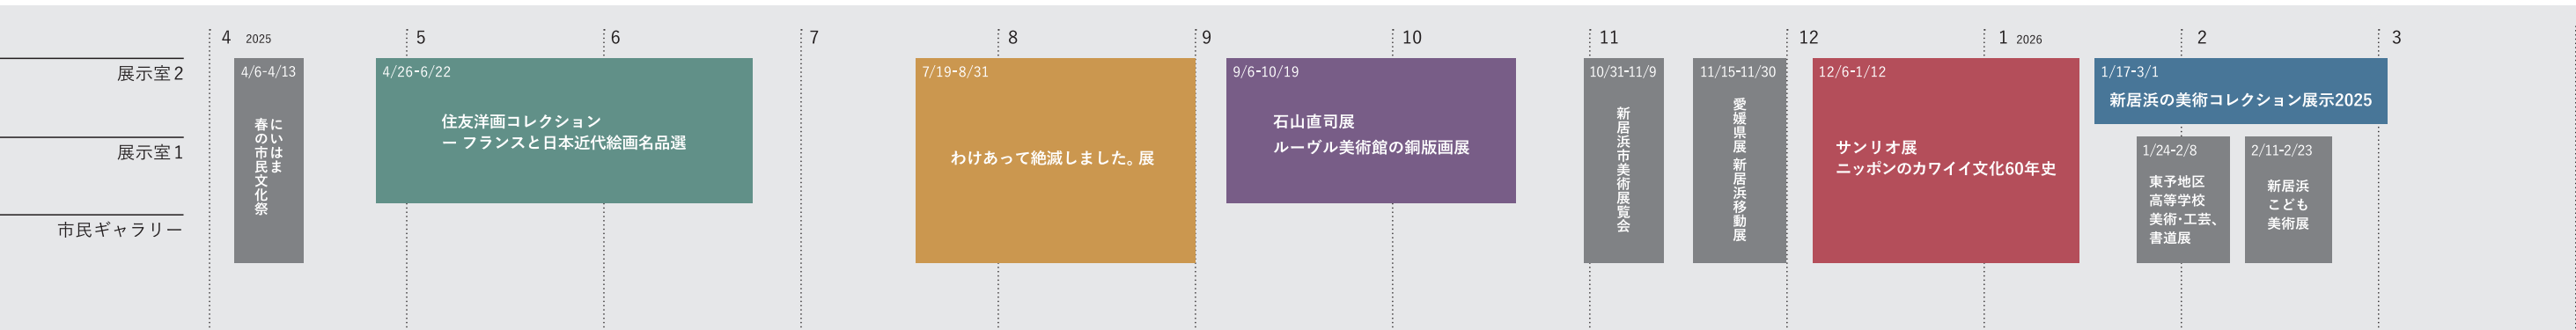 4 2025
5
6
7
8
9
10
11
12
1 2026
2
3
展示室2
展示室1
市民ギャラリー
4/6-4/13
にいはま
春の市民文化祭
4/26-6/22
住友洋画コレクション
ー フランスと日本近代絵画名品選
7/19-8/31
わけあって絶滅しました。展
9/6-10/19
石山直司展
ルーヴル美術館の銅版画展
10/31-11/9
新居浜市美術展覧会
11/15-11/30
愛媛県展 新居浜移動展
12/6-1/12
サンリオ展
ニッポンのカワイイ文化60年史
1/17-3/1
新居浜の美術コレクション展示2025
1/24-2/8
東予地区
高等学校
美術・工芸、
書道展
2/11-2/23
新居浜
こども
美術展